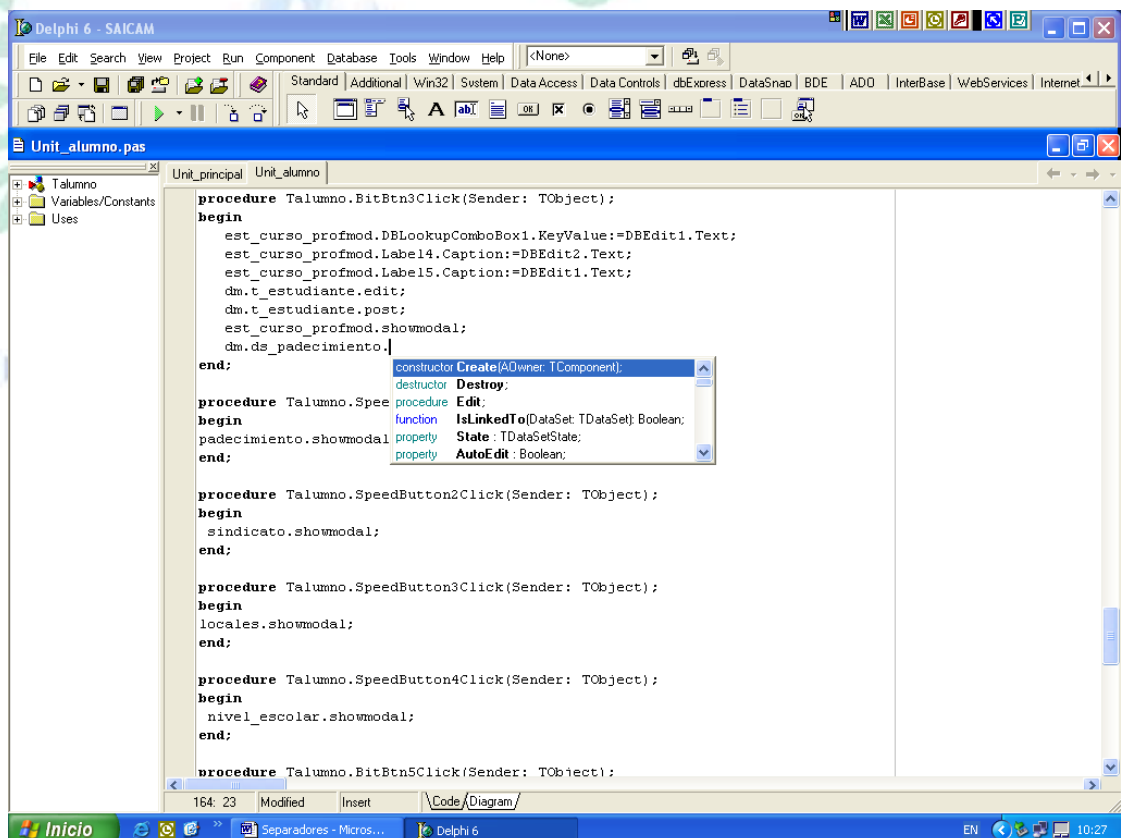 Delphi 6 - SAICAM
File Edit Search View Project Run Component Database Tools Window Help <None>
Standard Additional Win32 System Data Access Data Controls dbExpress DataSnap BDE ADO InterBase WebServices Internet
Unit_alumno.pas
Talumno
Variables/Constants
Uses
Unit_principal Unit_alumno
procedure Talumno.BitBtn3Click(Sender: TObject);
begin
est_curso_profmod.DBLookupComboBox1.KeyValue:=DBEdit1.Text;
est_curso_profmod.Label4.Caption:=DBEdit2.Text;
est_curso_profmod.Label5.Caption:=DBEdit1.Text;
dm.t_estudiante.edit;
dm.t_estudiante.post;
est_curso_profmod.showmodal;
dm.ds_padecimiento.
end;
constructor Create(AOwner: TComponent);
destructor Destroy;
procedure Edit;
function IsLinkedTo(DataSet: TDataSet): Boolean;
property State : TDataSetState;
property AutoEdit : Boolean;
procedure Talumno.Spee
begin
padecimiento.showmodal
end;
procedure Talumno.SpeedButton2Click(Sender: TObject);
begin
sindicato.showmodal;
end;
procedure Talumno.SpeedButton3Click(Sender: TObject);
begin
locales.showmodal;
end;
procedure Talumno.SpeedButton4Click(Sender: TObject);
begin
nivel_escolar.showmodal;
end;
procedure Talumno.BitBtn5Click(Sender: TObject);
164: 23 Modified Insert Code Diagram
Inicio Separadores - Micros... Delphi 6 EN 10:27